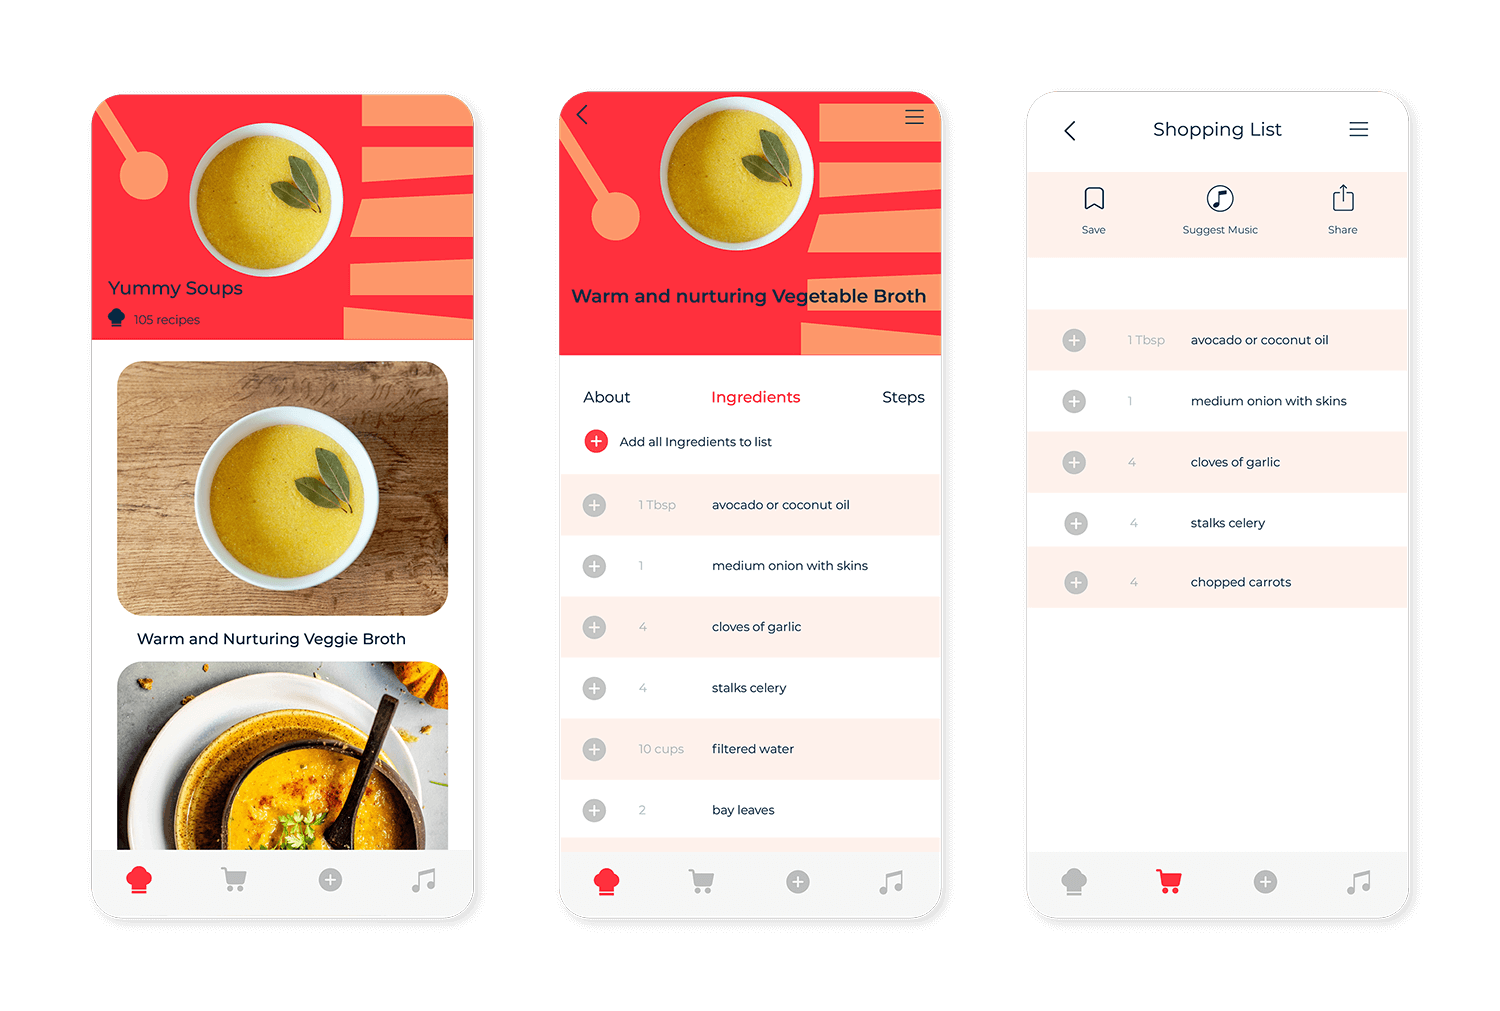 Yummy Soups
105 recipes
Warm and Nurturing Veggie Broth
Warm and nurturing Vegetable Broth
About Ingredients Steps
Add all Ingredients to list
1 Tbsp avocado or coconut oil
1 medium onion with skins
4 cloves of garlic
4 stalks celery
10 cups filtered water
2 bay leaves
Shopping List
Save Suggest Music Share
1 Tbsp avocado or coconut oil
1 medium onion with skins
4 cloves of garlic
4 stalks celery
4 chopped carrots